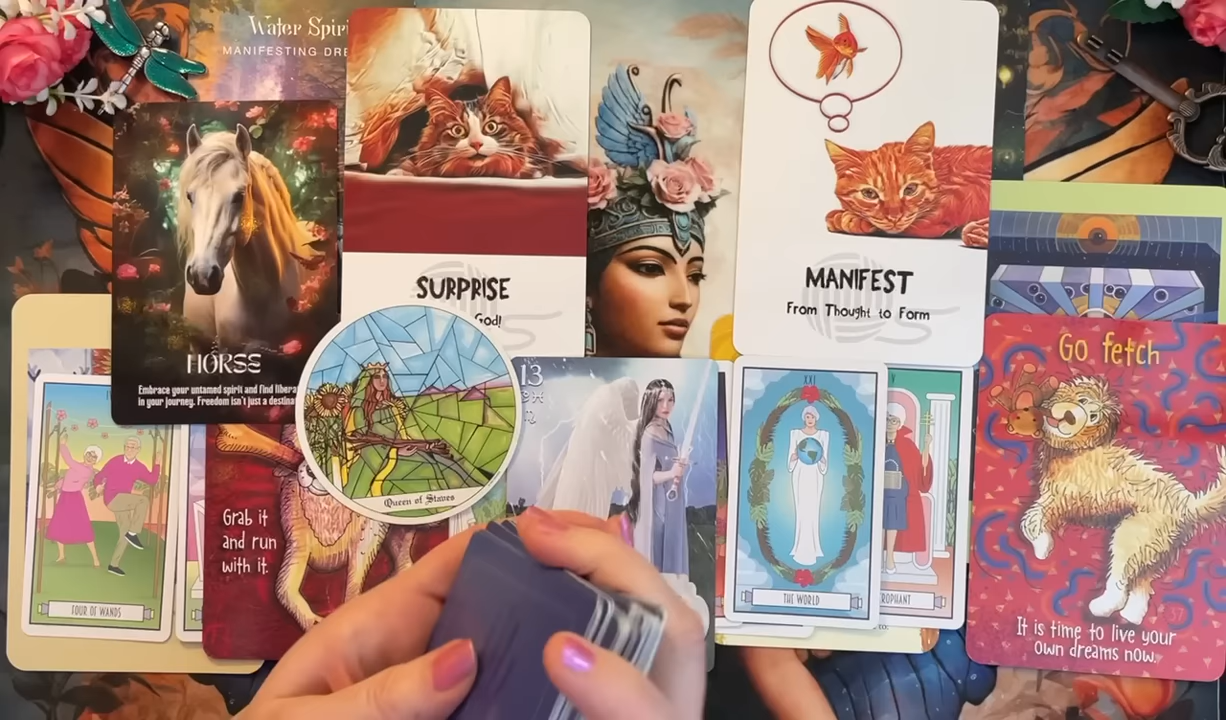 Water Spiri
MANIFESTING DRE
HORSE
Embrace your untamed spirit and find libera
in your journey. Freedom isn't just a destina
SURPRISE
God!
MANIFEST
From Thought to Form
Go fetch
It is time to live your
own dreams now.
37
FOUR OF WANDS
Grab it
and run
with it.
Queen of Staves
13
XXI
THE WORLD
V
ROPHANT